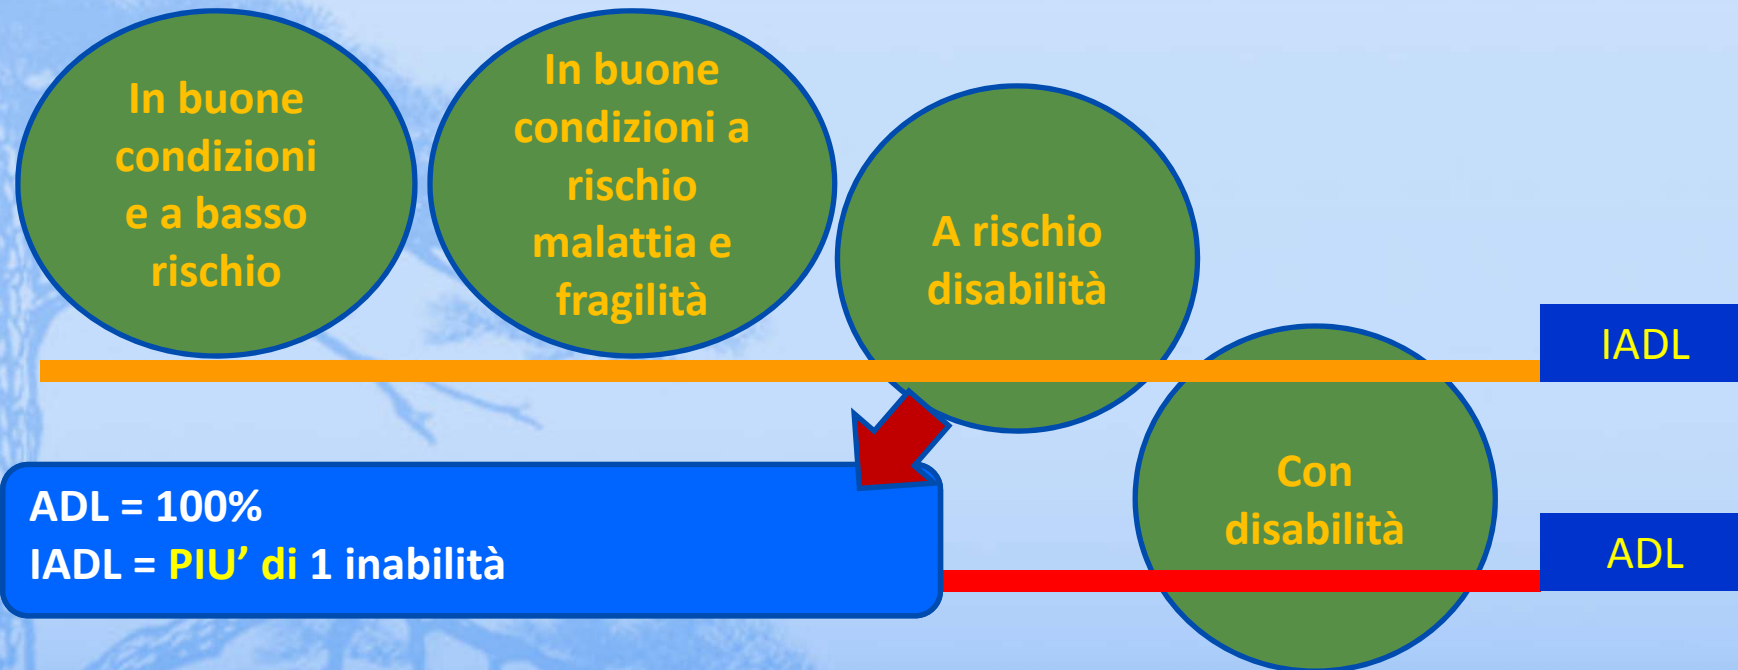 In buone
condizioni
e a basso
rischio
In buone
condizioni a
rischio
malattia e
fragilità
A rischio
disabilità
IADL
Con
disabilità
ADL
ADL = 100%
IADL = PIU’ di 1 inabilità